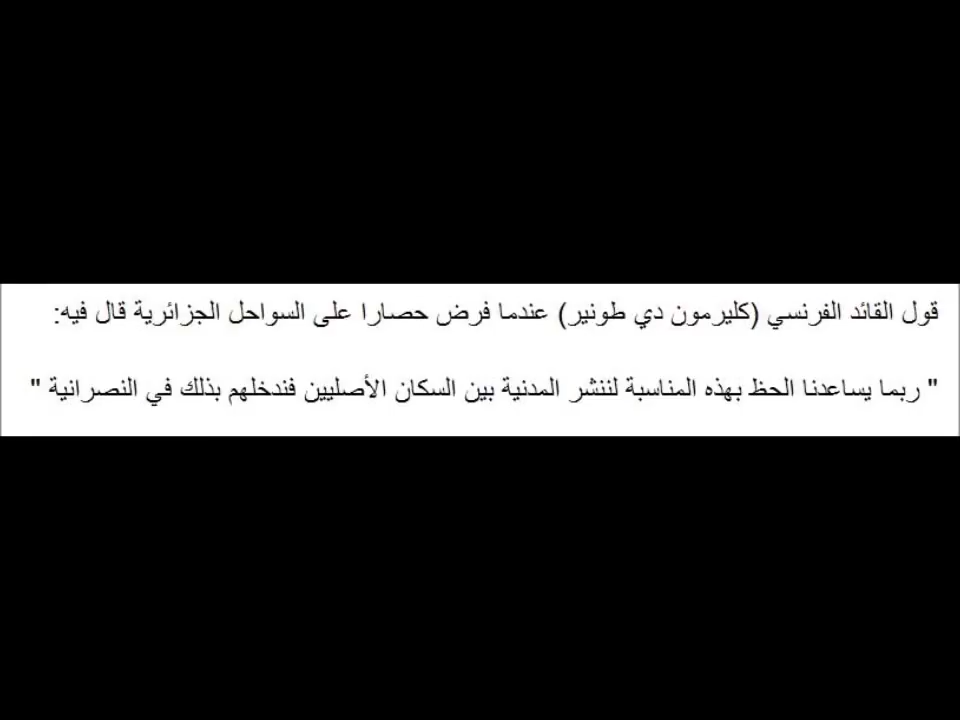 قول القائد الفرنسي (كليرمون دي طونير) عندما فرض حصارا على السواحل الجزائرية قال فيه:
" ربما يساعدنا الحظ بهذه المناسبة لننشر المدنية بين السكان الأصليين فندخلهم بذلك في النصرانية "